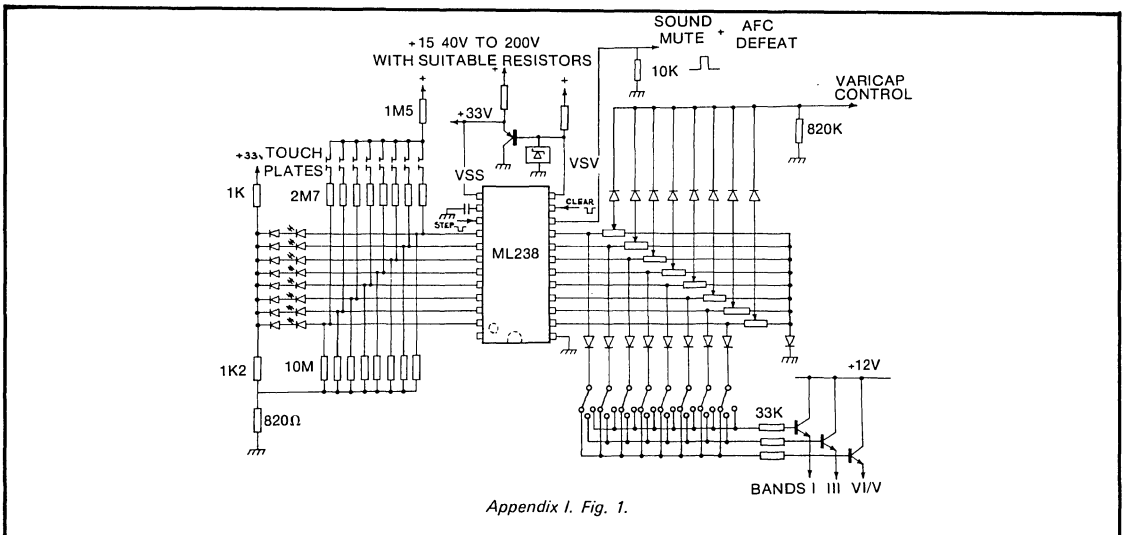 SOUND
MUTE + AFC
DEFEAT
+15 40V TO 200V
WITH SUITABLE RESISTORS
+
+
+
10K
VARICAP
CONTROL
1M5
+33V
820K
+33v TOUCH
PLATES
VSS
VSV
1K
2M7
CLEAR
STEP
ML238
1K2
10M
+12V
33K
820Ω
BANDS I III VI/V
Appendix I. Fig. 1.